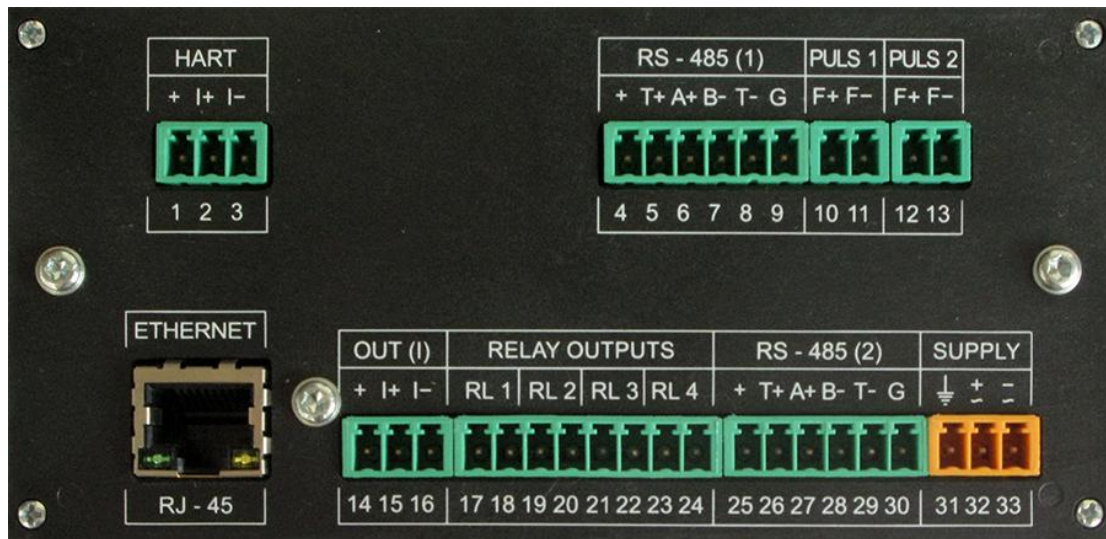 HART
+ I+ I−
1 2 3
RS - 485 (1) PULS 1 PULS 2
+ T+ A+ B- T- G F+ F− F+ F−
4 5 6 7 8 9 10 11 12 13
ETHERNET
RJ - 45
OUT (I) RELAY OUTPUTS RS - 485 (2) SUPPLY
+ I+ I− RL 1 RL 2 RL 3 RL 4 + T+ A+ B- T- G ⏚ + ~ − ~
14 15 16 17 18 19 20 21 22 23 24 25 26 27 28 29 30 31 32 33